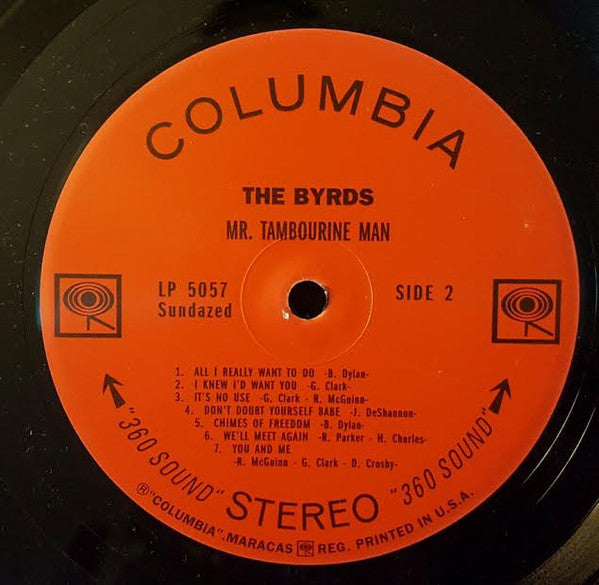 COLUMBIA
THE BYRDS
MR. TAMBOURINE MAN
LP 5057
Sundazed
SIDE 2
1. ALL I REALLY WANT TO DO -B. Dylan-
2. I KNEW I'D WANT YOU -G. Clark-
3. IT'S NO USE -G. Clark - R. McGuinn-
4. DON'T DOUBT YOURSELF BABE -J. DeShannon-
5. CHIMES OF FREEDOM -B. Dylan-
6. WE'LL MEET AGAIN -R. Parker - H. Charles-
7. YOU AND ME
-R. McGuinn - G. Clark - D. Crosby-
"360 SOUND" STEREO "360 SOUND"
®"COLUMBIA", MARACAS REG. PRINTED IN U.S.A.